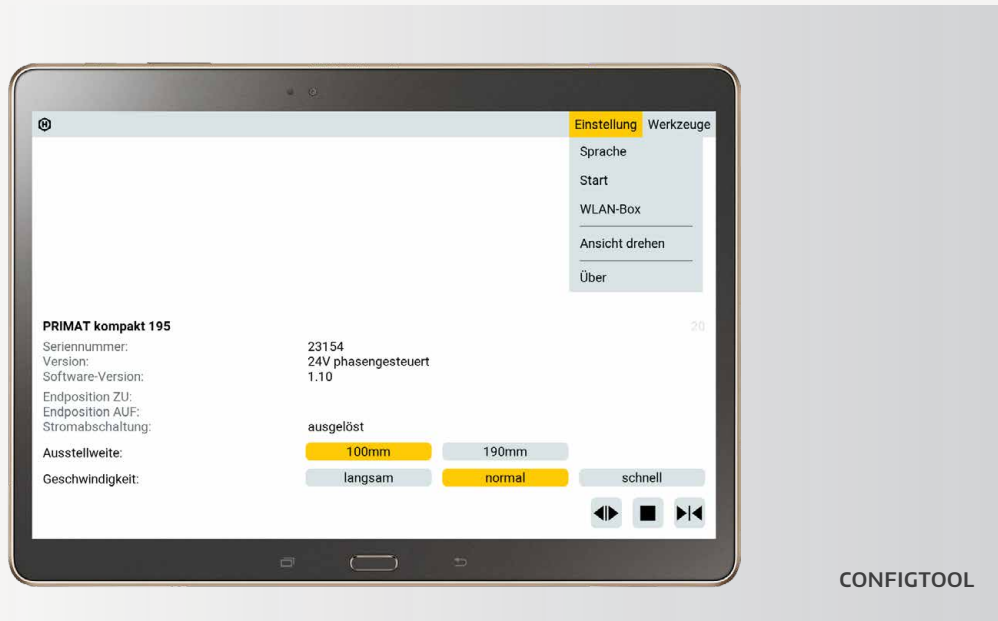 Einstellung Werkzeuge
Sprache
Start
WLAN-Box
Ansicht drehen
Über
PRIMAT kompakt 195 20
Seriennummer: 23154
Version: 24V phasengesteuert
Software-Version: 1.10
Endposition ZU:
Endposition AUF:
Stromabschaltung: ausgelöst
Ausstellweite: 100mm 190mm
Geschwindigkeit: langsam normal schnell
CONFIGTOOL